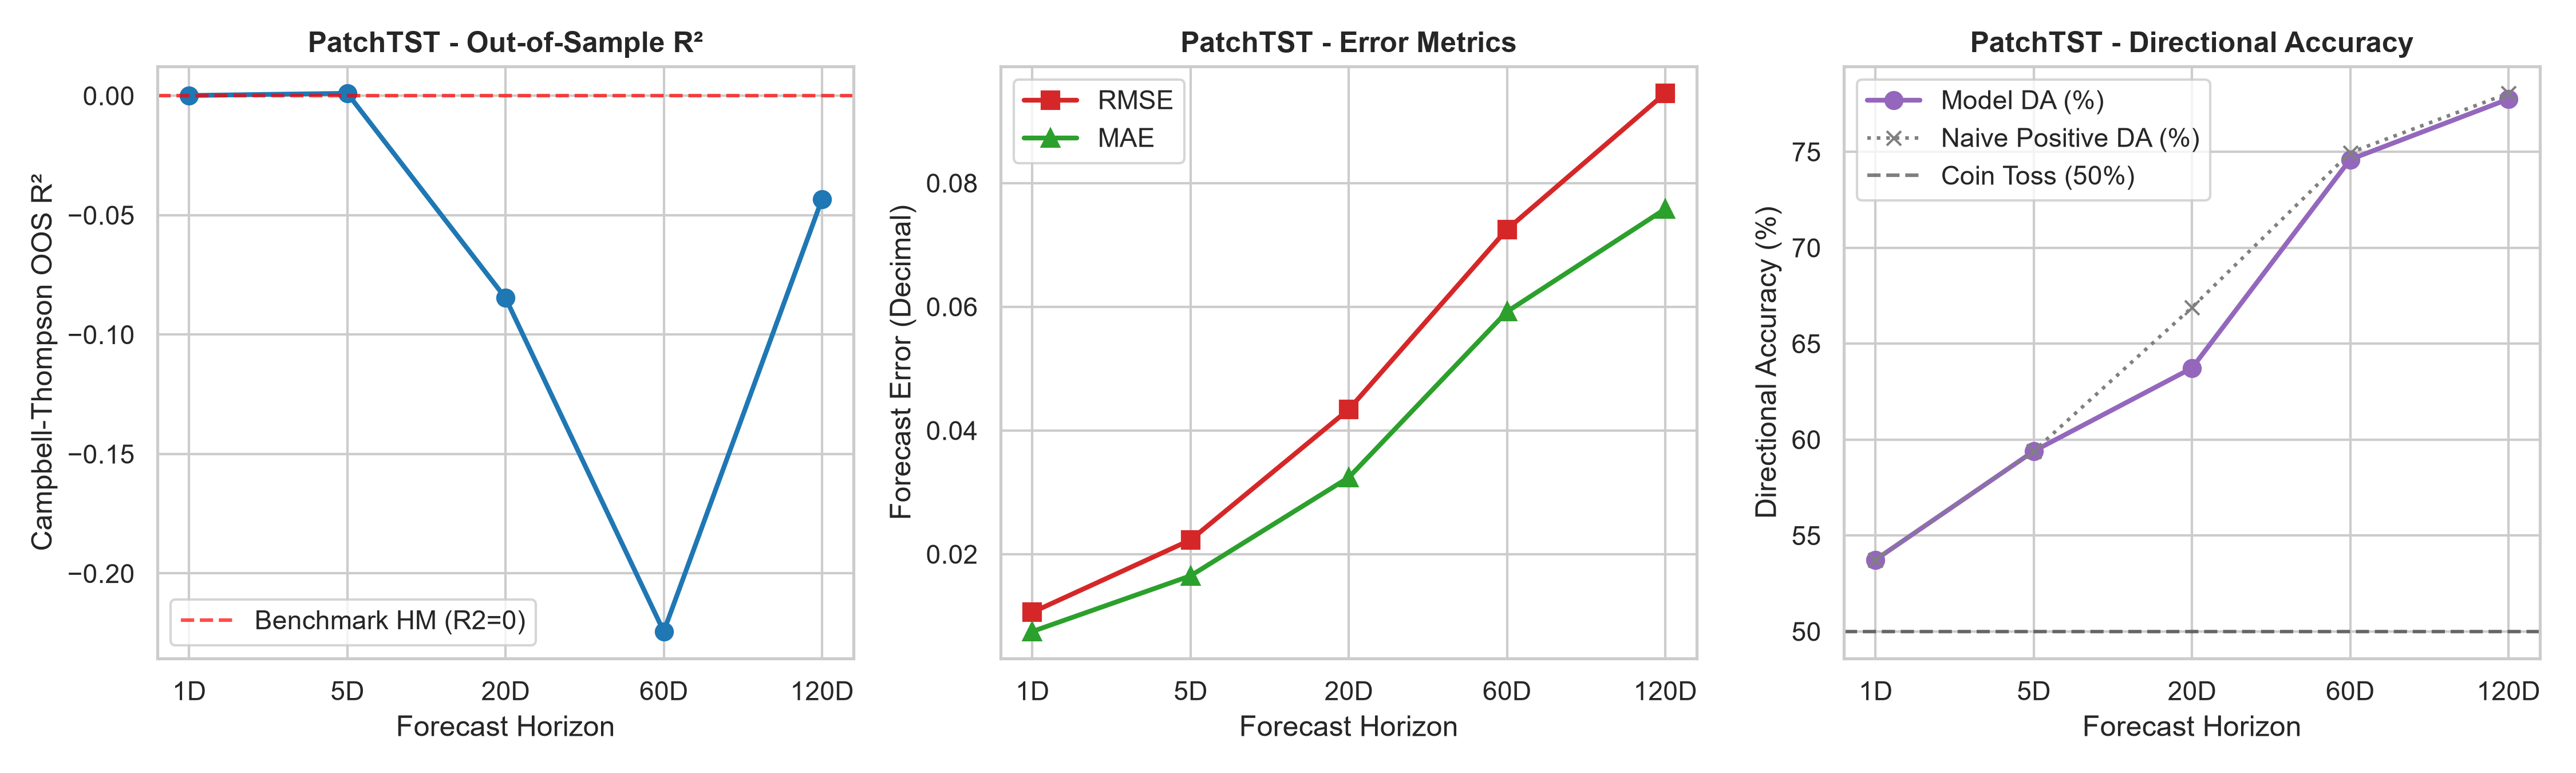 PatchTST - Out-of-Sample R²
Campbell-Thompson OOS R²
0.00
−0.05
−0.10
−0.15
−0.20
Benchmark HM (R2=0)
1D 5D 20D 60D 120D
Forecast Horizon
PatchTST - Error Metrics
Forecast Error (Decimal)
RMSE
MAE
0.08
0.06
0.04
0.02
1D 5D 20D 60D 120D
Forecast Horizon
PatchTST - Directional Accuracy
Directional Accuracy (%)
Model DA (%)
Naive Positive DA (%)
Coin Toss (50%)
75
70
65
60
55
50
1D 5D 20D 60D 120D
Forecast Horizon